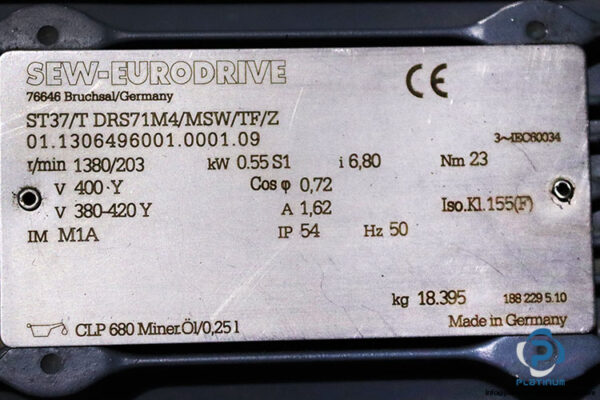 SEW-EURODRIVE
76646 Bruchsal/Germany
CE
ST37/T DRS71M4/MSW/TF/Z
01.1306496001.0001.09
3~IEC60034
r/min 1380/203 kW 0.55 S1 i 6,80 Nm 23
V 400 Y Cos φ 0,72
V 380-420 Y A 1,62 Iso.Kl.155(F)
IM M1A IP 54 Hz 50
kg 18.395 188 229 5.10
CLP 680 Miner.Öl/0,25 l Made in Germany
PLATINUM